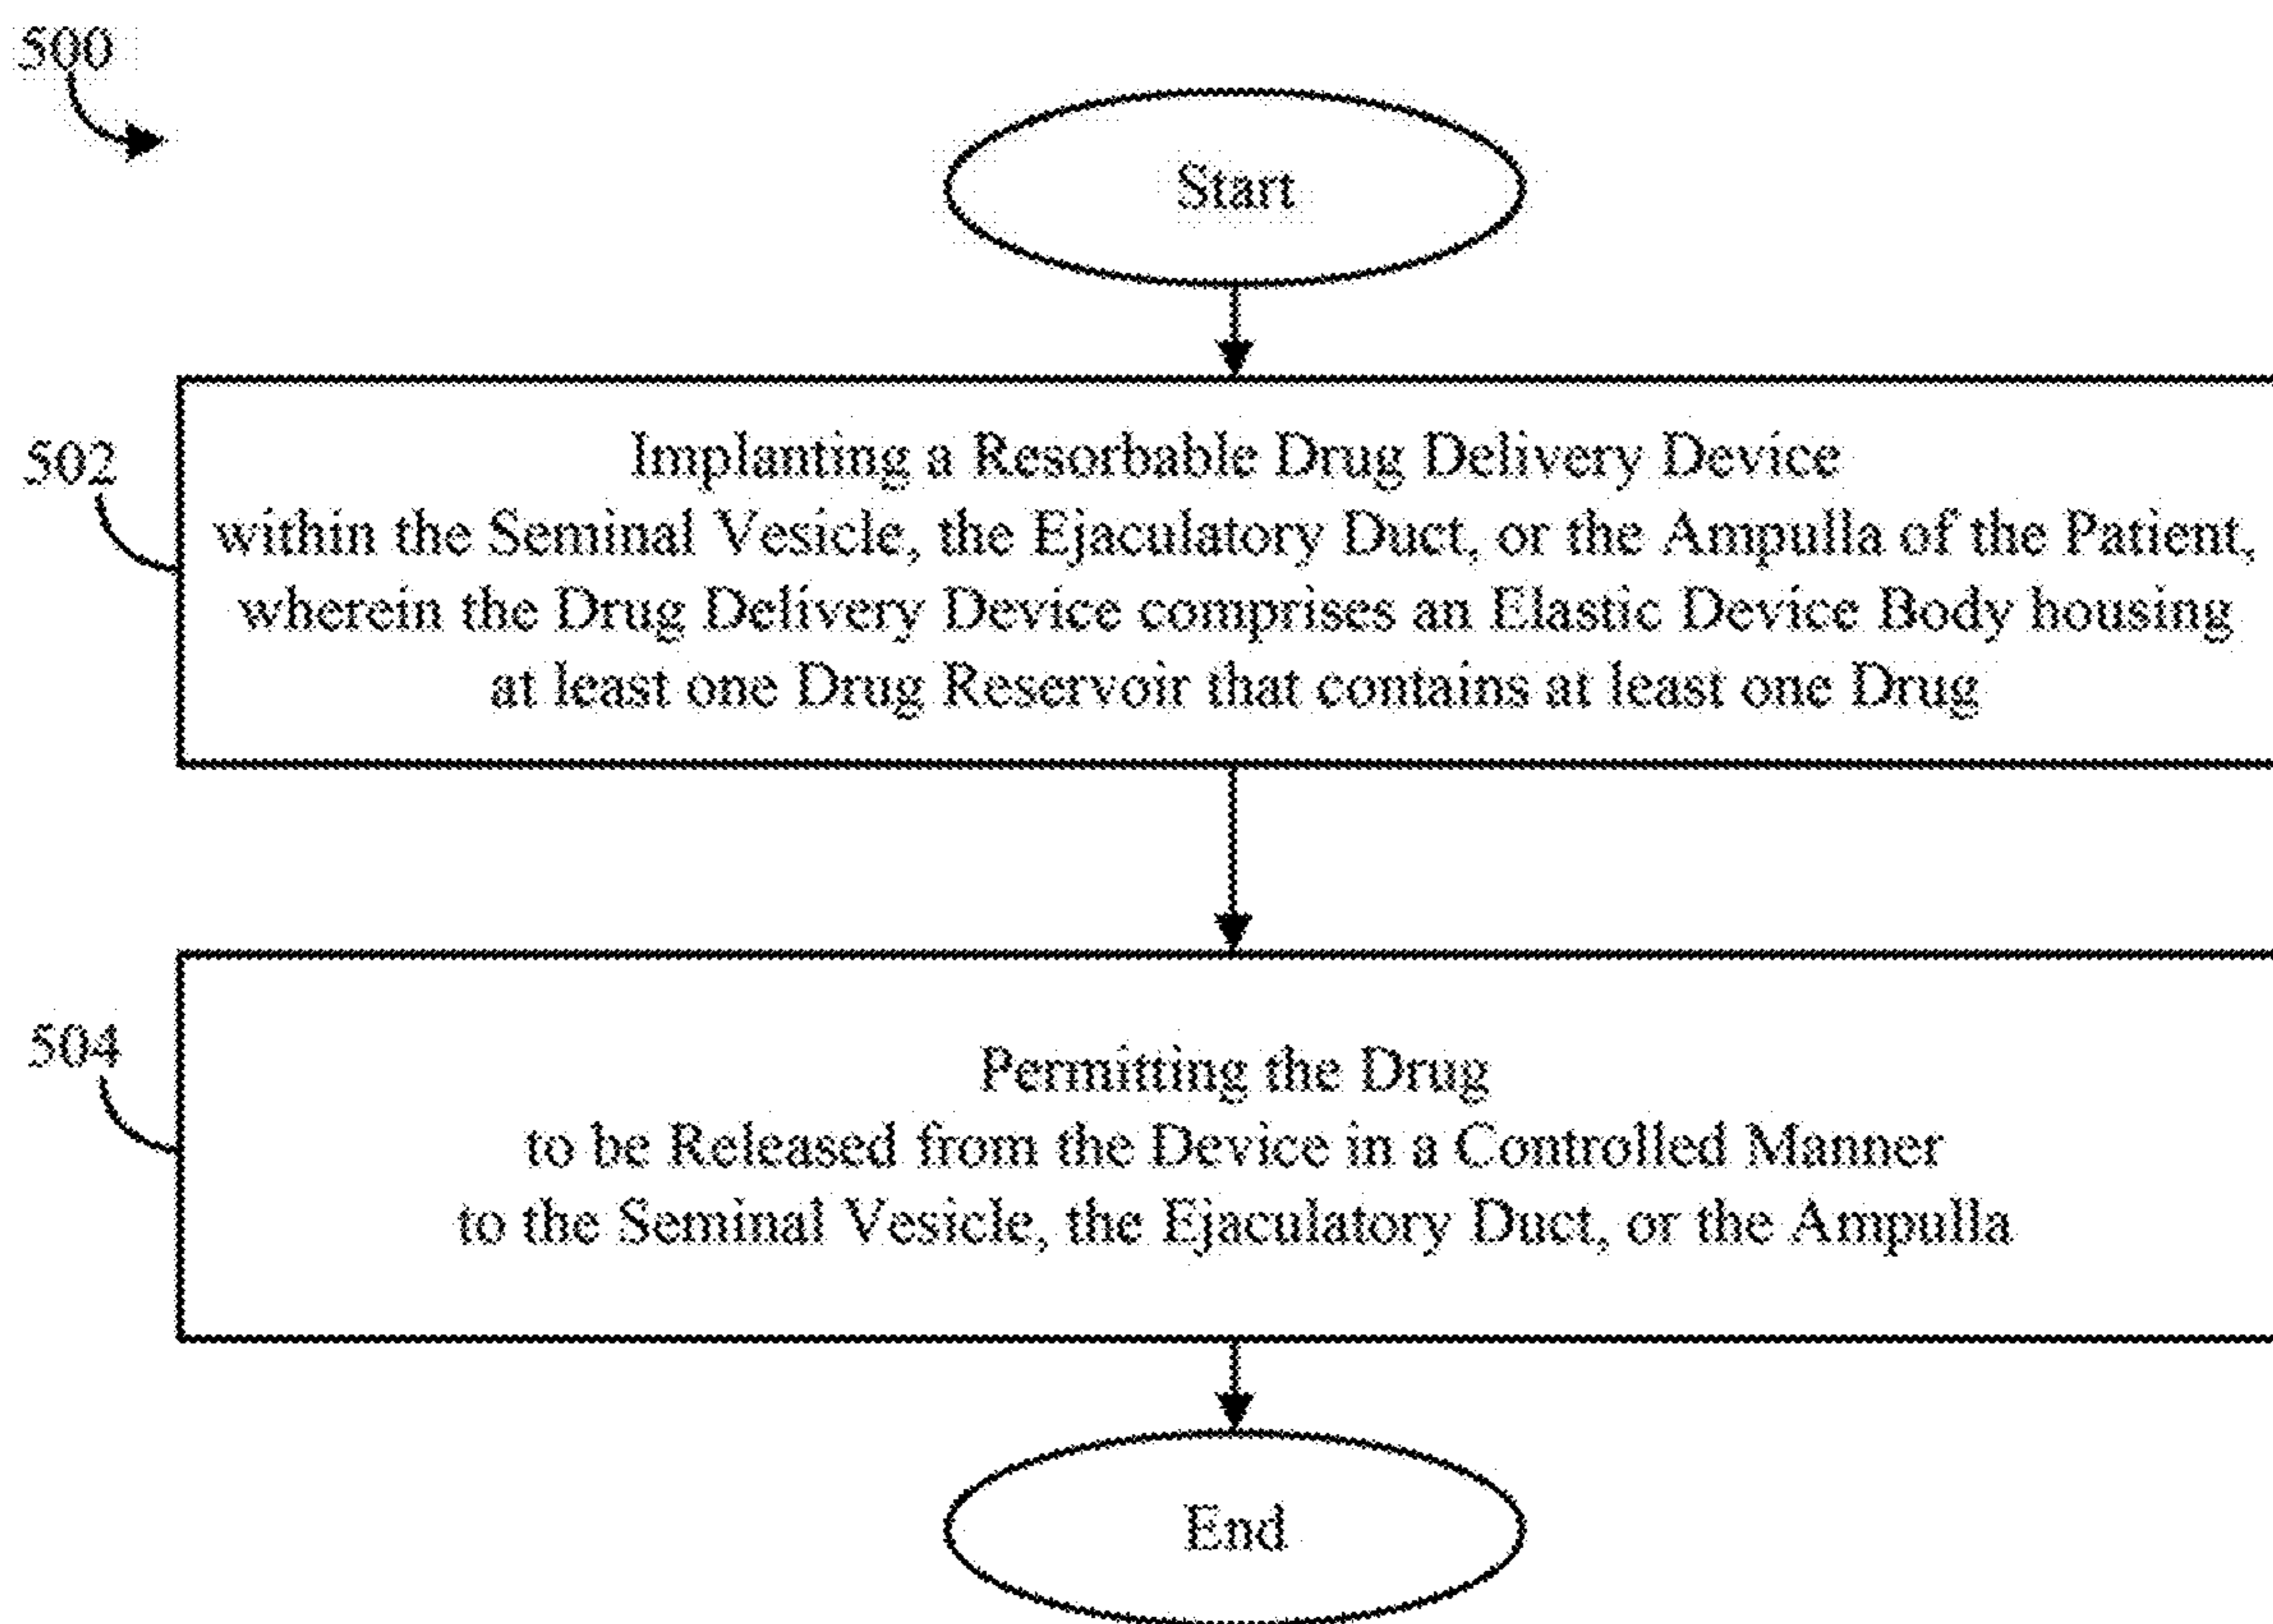 500
Start
502
Implanting a Resorbable Drug Delivery Device
within the Seminal Vesicle, the Ejaculatory Duct, or the Ampulla of the Patient,
wherein the Drug Delivery Device comprises an Elastic Device Body housing
at least one Drug Reservoir that contains at least one Drug
504
Permitting the Drug
to be Released from the Device in a Controlled Manner
to the Seminal Vesicle, the Ejaculatory Duct, or the Ampulla
End